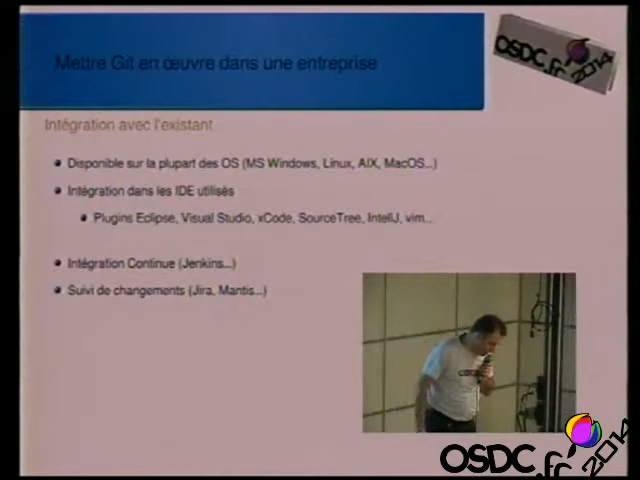 Mettre Git en œuvre dans une entreprise
OSDC.fr 2014
Intégration avec l'existant
Disponible sur la plupart des OS (MS Windows, Linux, AIX, MacOS...)
Intégration dans les IDE utilisés
Plugins Eclipse, Visual Studio, xCode, SourceTree, IntellJ, vim...
Intégration Continue (Jenkins...)
Suivi de changements (Jira, Mantis...)
OSDC.fr 2014